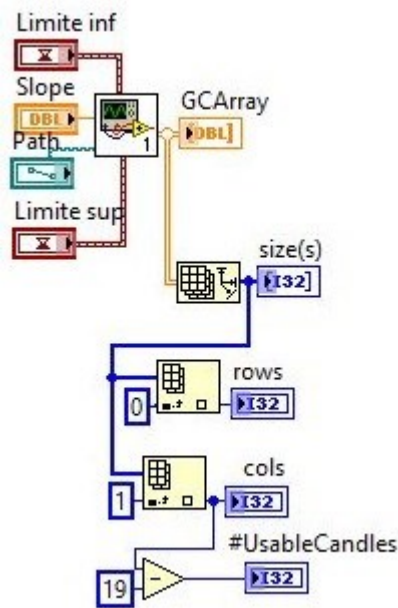 Limite inf
Slope
DBL
GCArray
DBL]
Path
1
Limite sup
size(s)
[I32]
rows
0
I32
cols
1
I32
#UsableCandles
19
-
I32